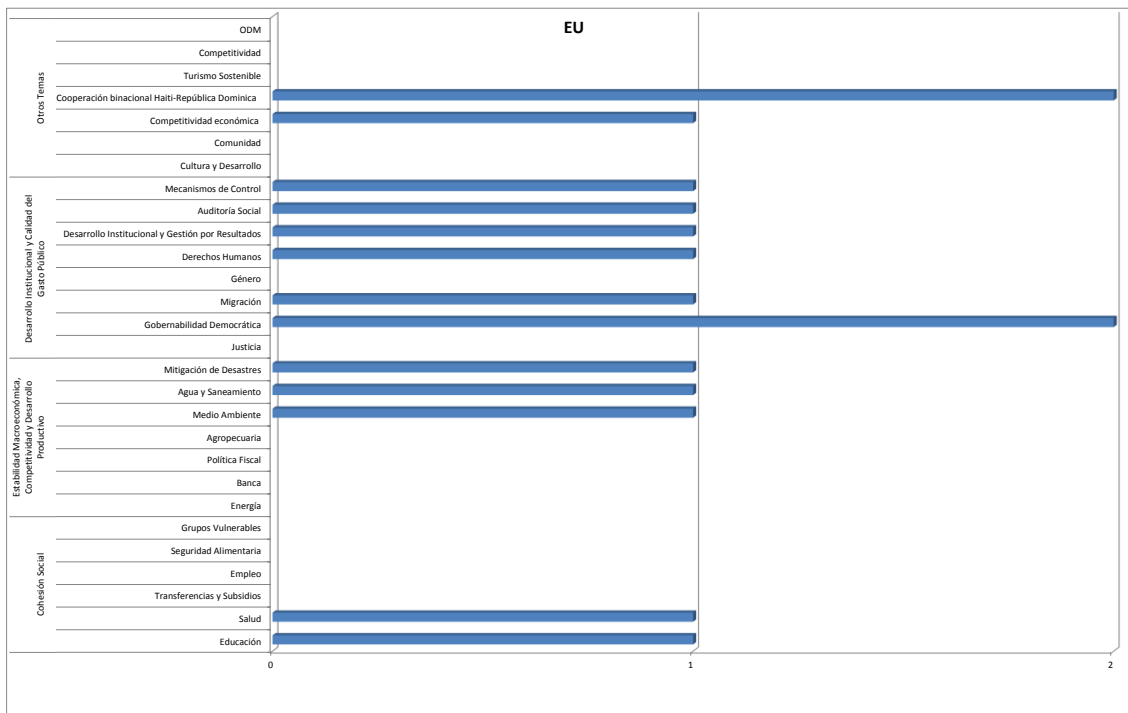 EU
Otros Temas
ODM
Competitividad
Turismo Sostenible
Cooperación binacional Haiti-República Dominica
Competitividad económica
Comunidad
Cultura y Desarrollo
Desarrollo Institucional y Calidad del
Gasto Público
Mecanismos de Control
Auditoría Social
Desarrollo Institucional y Gestión por Resultados
Derechos Humanos
Género
Migración
Gobernabilidad Democrática
Justicia
Estabilidad Macroeconómica,
Competitividad y Desarrollo
Productivo
Mitigación de Desastres
Agua y Saneamiento
Medio Ambiente
Agropecuaria
Política Fiscal
Banca
Energía
Cohesión Social
Grupos Vulnerables
Seguridad Alimentaria
Empleo
Transferencias y Subsidios
Salud
Educación
0 1 2